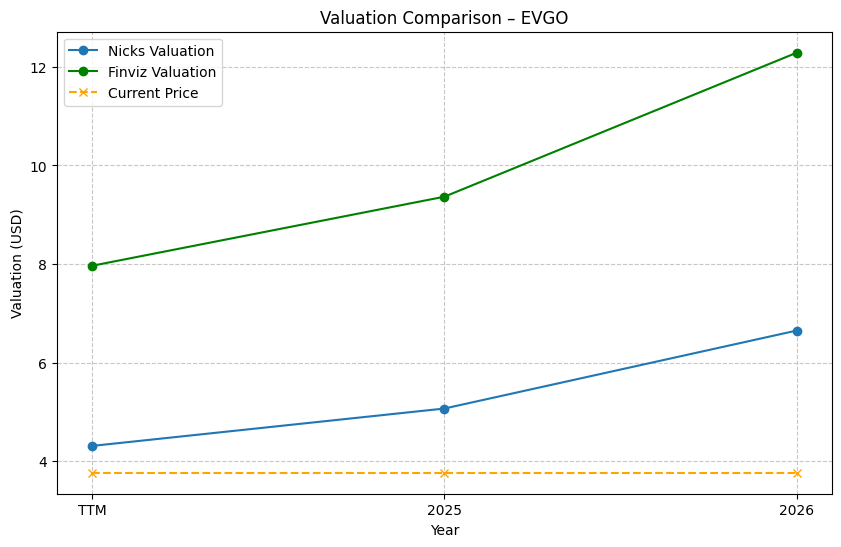 Valuation Comparison – EVGO
Nicks Valuation
Finviz Valuation
Current Price
Valuation (USD)
12
10
8
6
4
TTM
2025
2026
Year